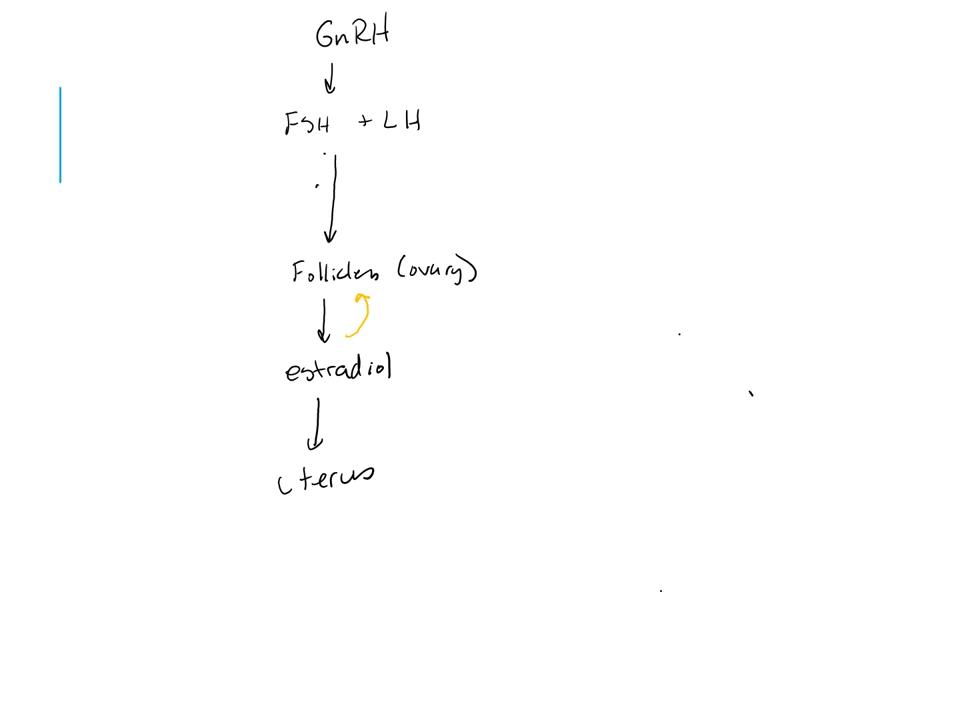 GnRH
FSH + LH
Follicles (ovary)
estradiol
uterus